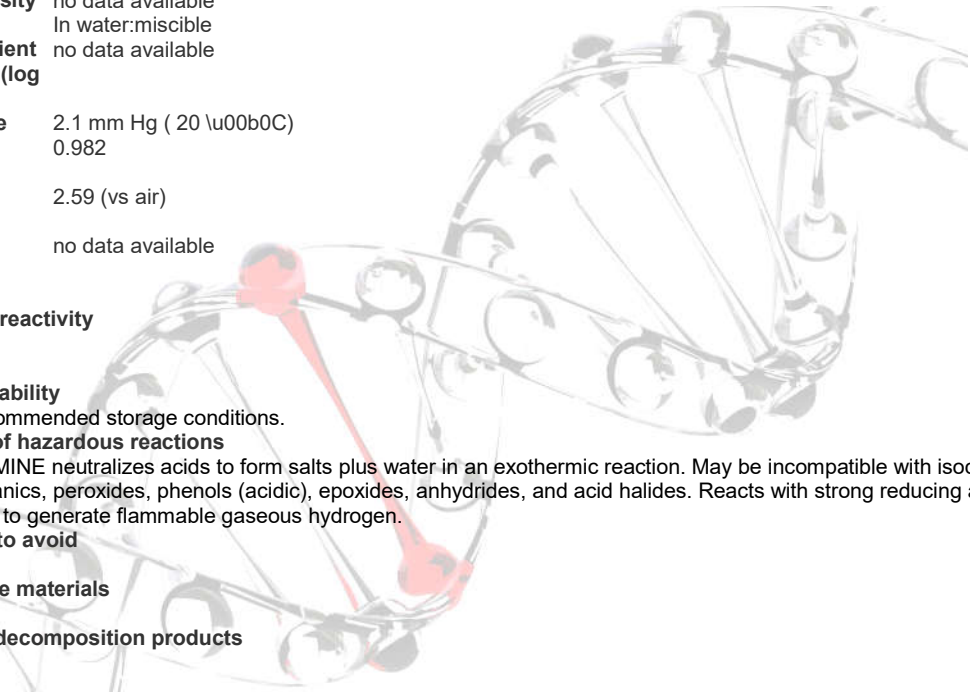 sity no data available
In water:miscible
ient no data available
(log
e 2.1 mm Hg ( 20 \u00b0C)
0.982
2.59 (vs air)
no data available
reactivity
ability
ommended storage conditions.
of hazardous reactions
MINE neutralizes acids to form salts plus water in an exothermic reaction. May be incompatible with isoc
anics, peroxides, phenols (acidic), epoxides, anhydrides, and acid halides. Reacts with strong reducing a
to generate flammable gaseous hydrogen.
to avoid
e materials
decomposition products